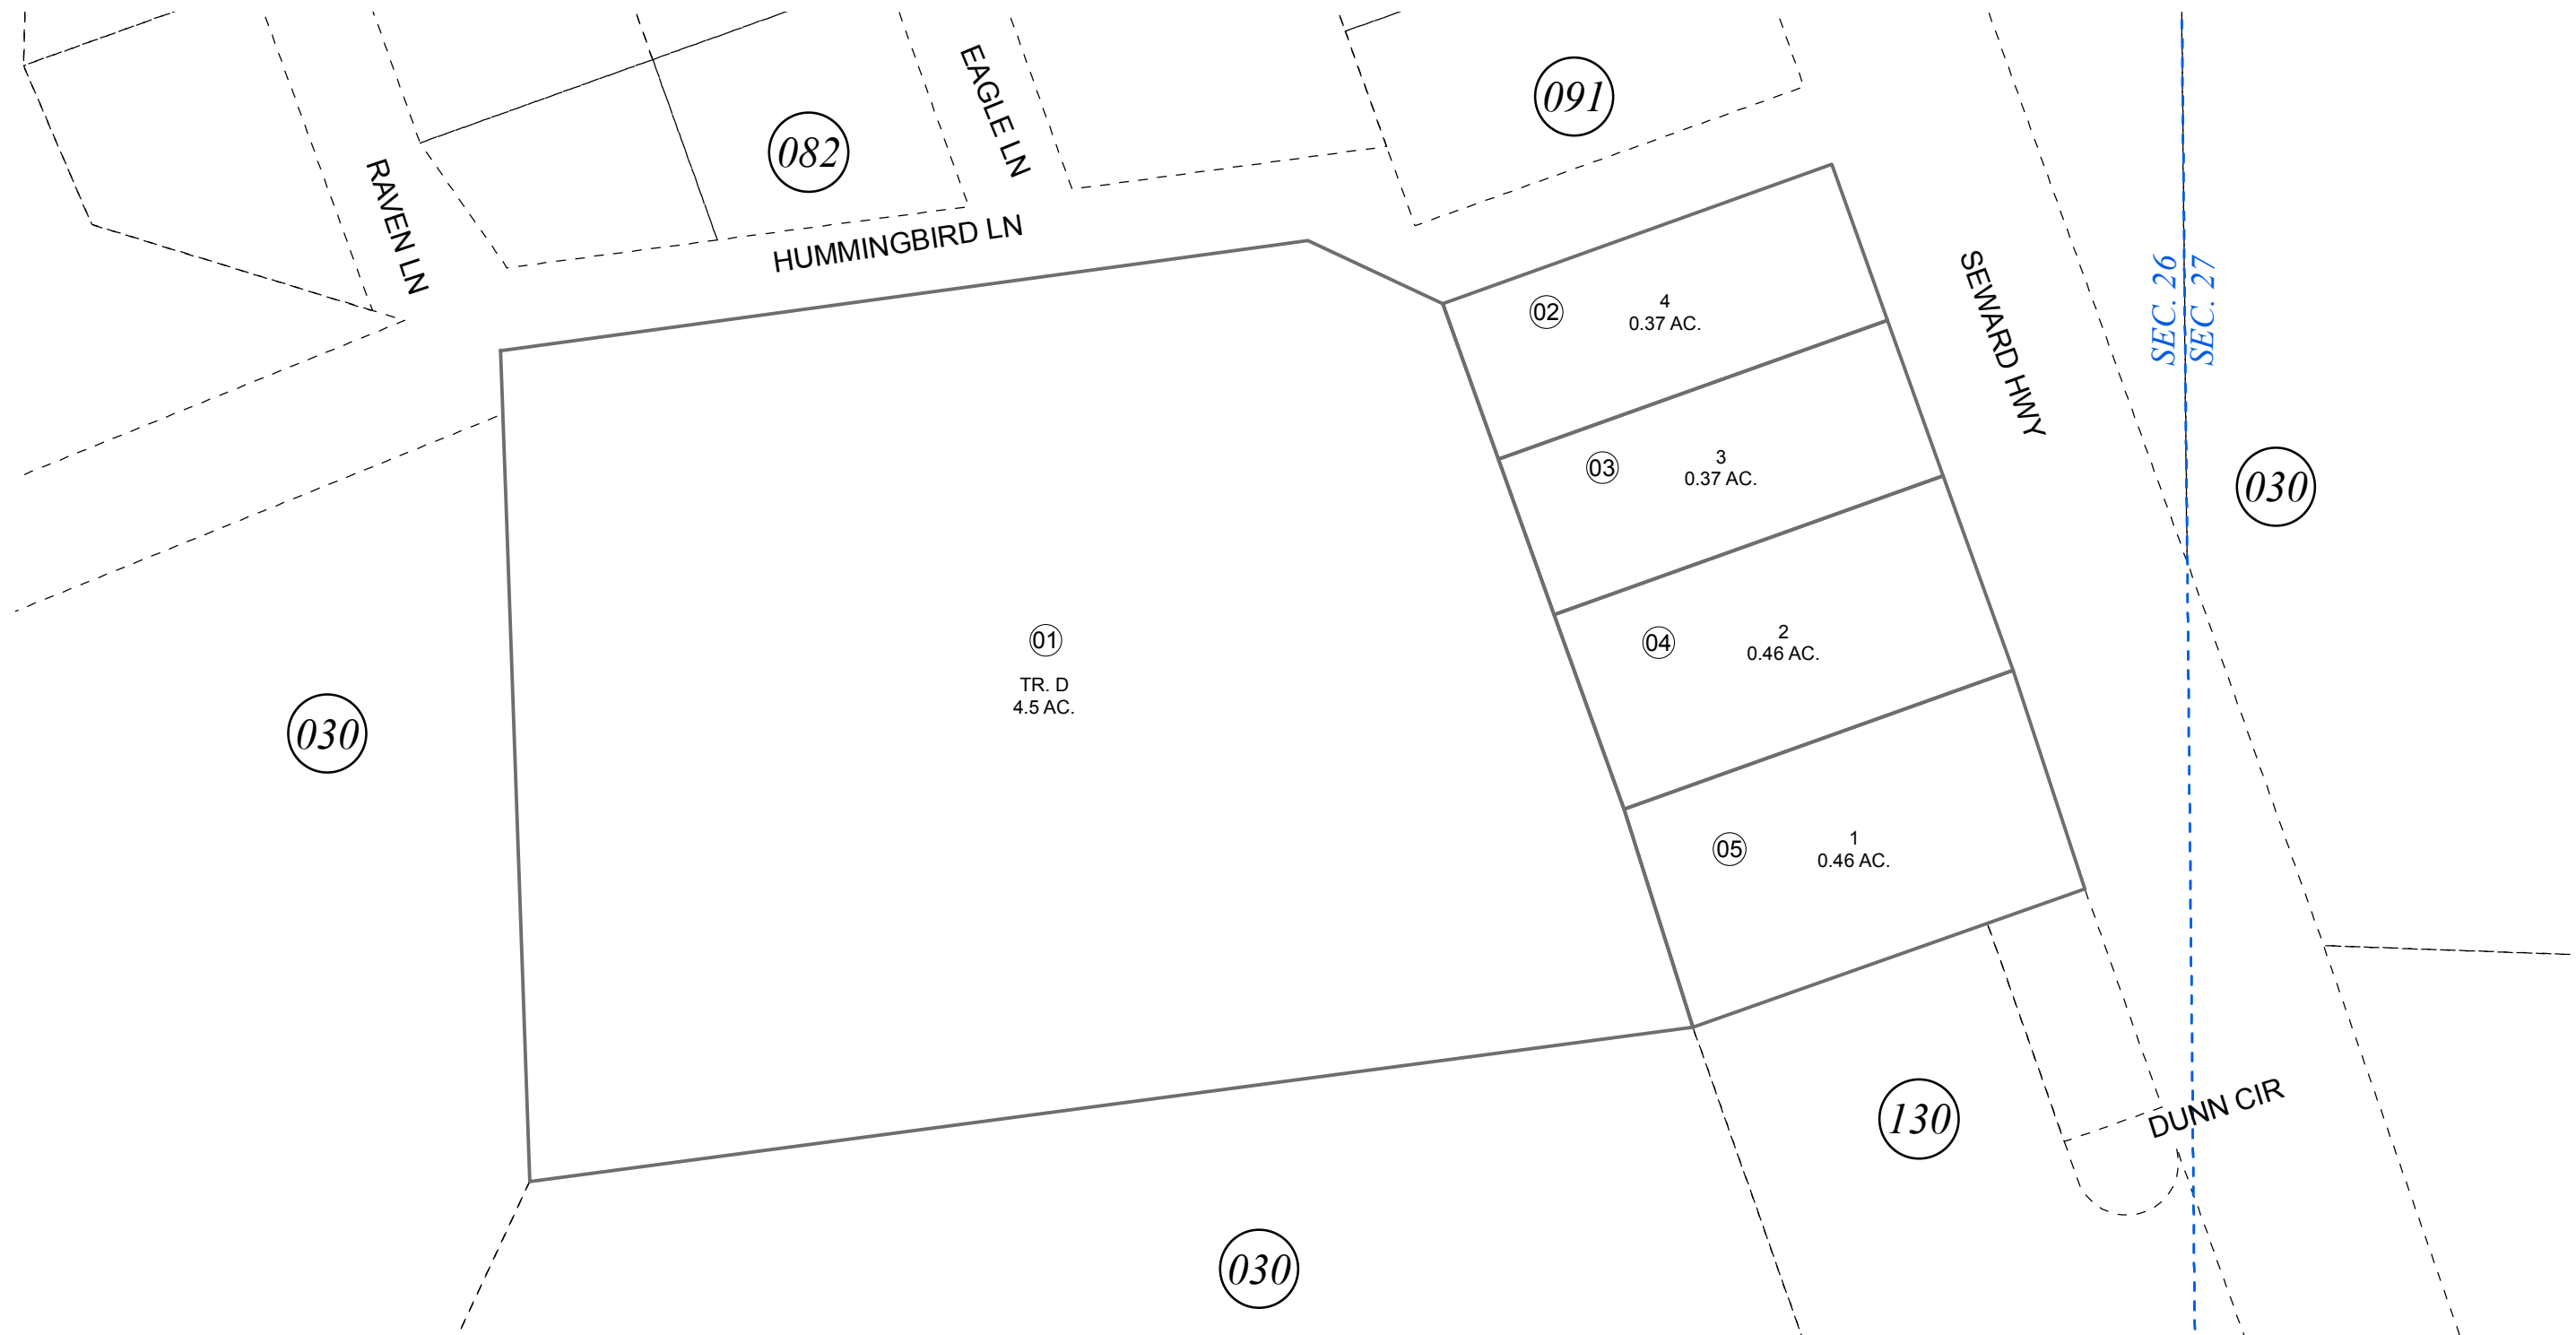 EAGLE LN
091
082
RAVEN LN
HUMMINGBIRD LN
SEWARD HWY
SEC. 26
SEC. 27
02
4
0.37 AC.
03
3
0.37 AC.
030
01
TR. D
4.5 AC.
04
2
0.46 AC.
030
05
1
0.46 AC.
130
DUNN CIR
030